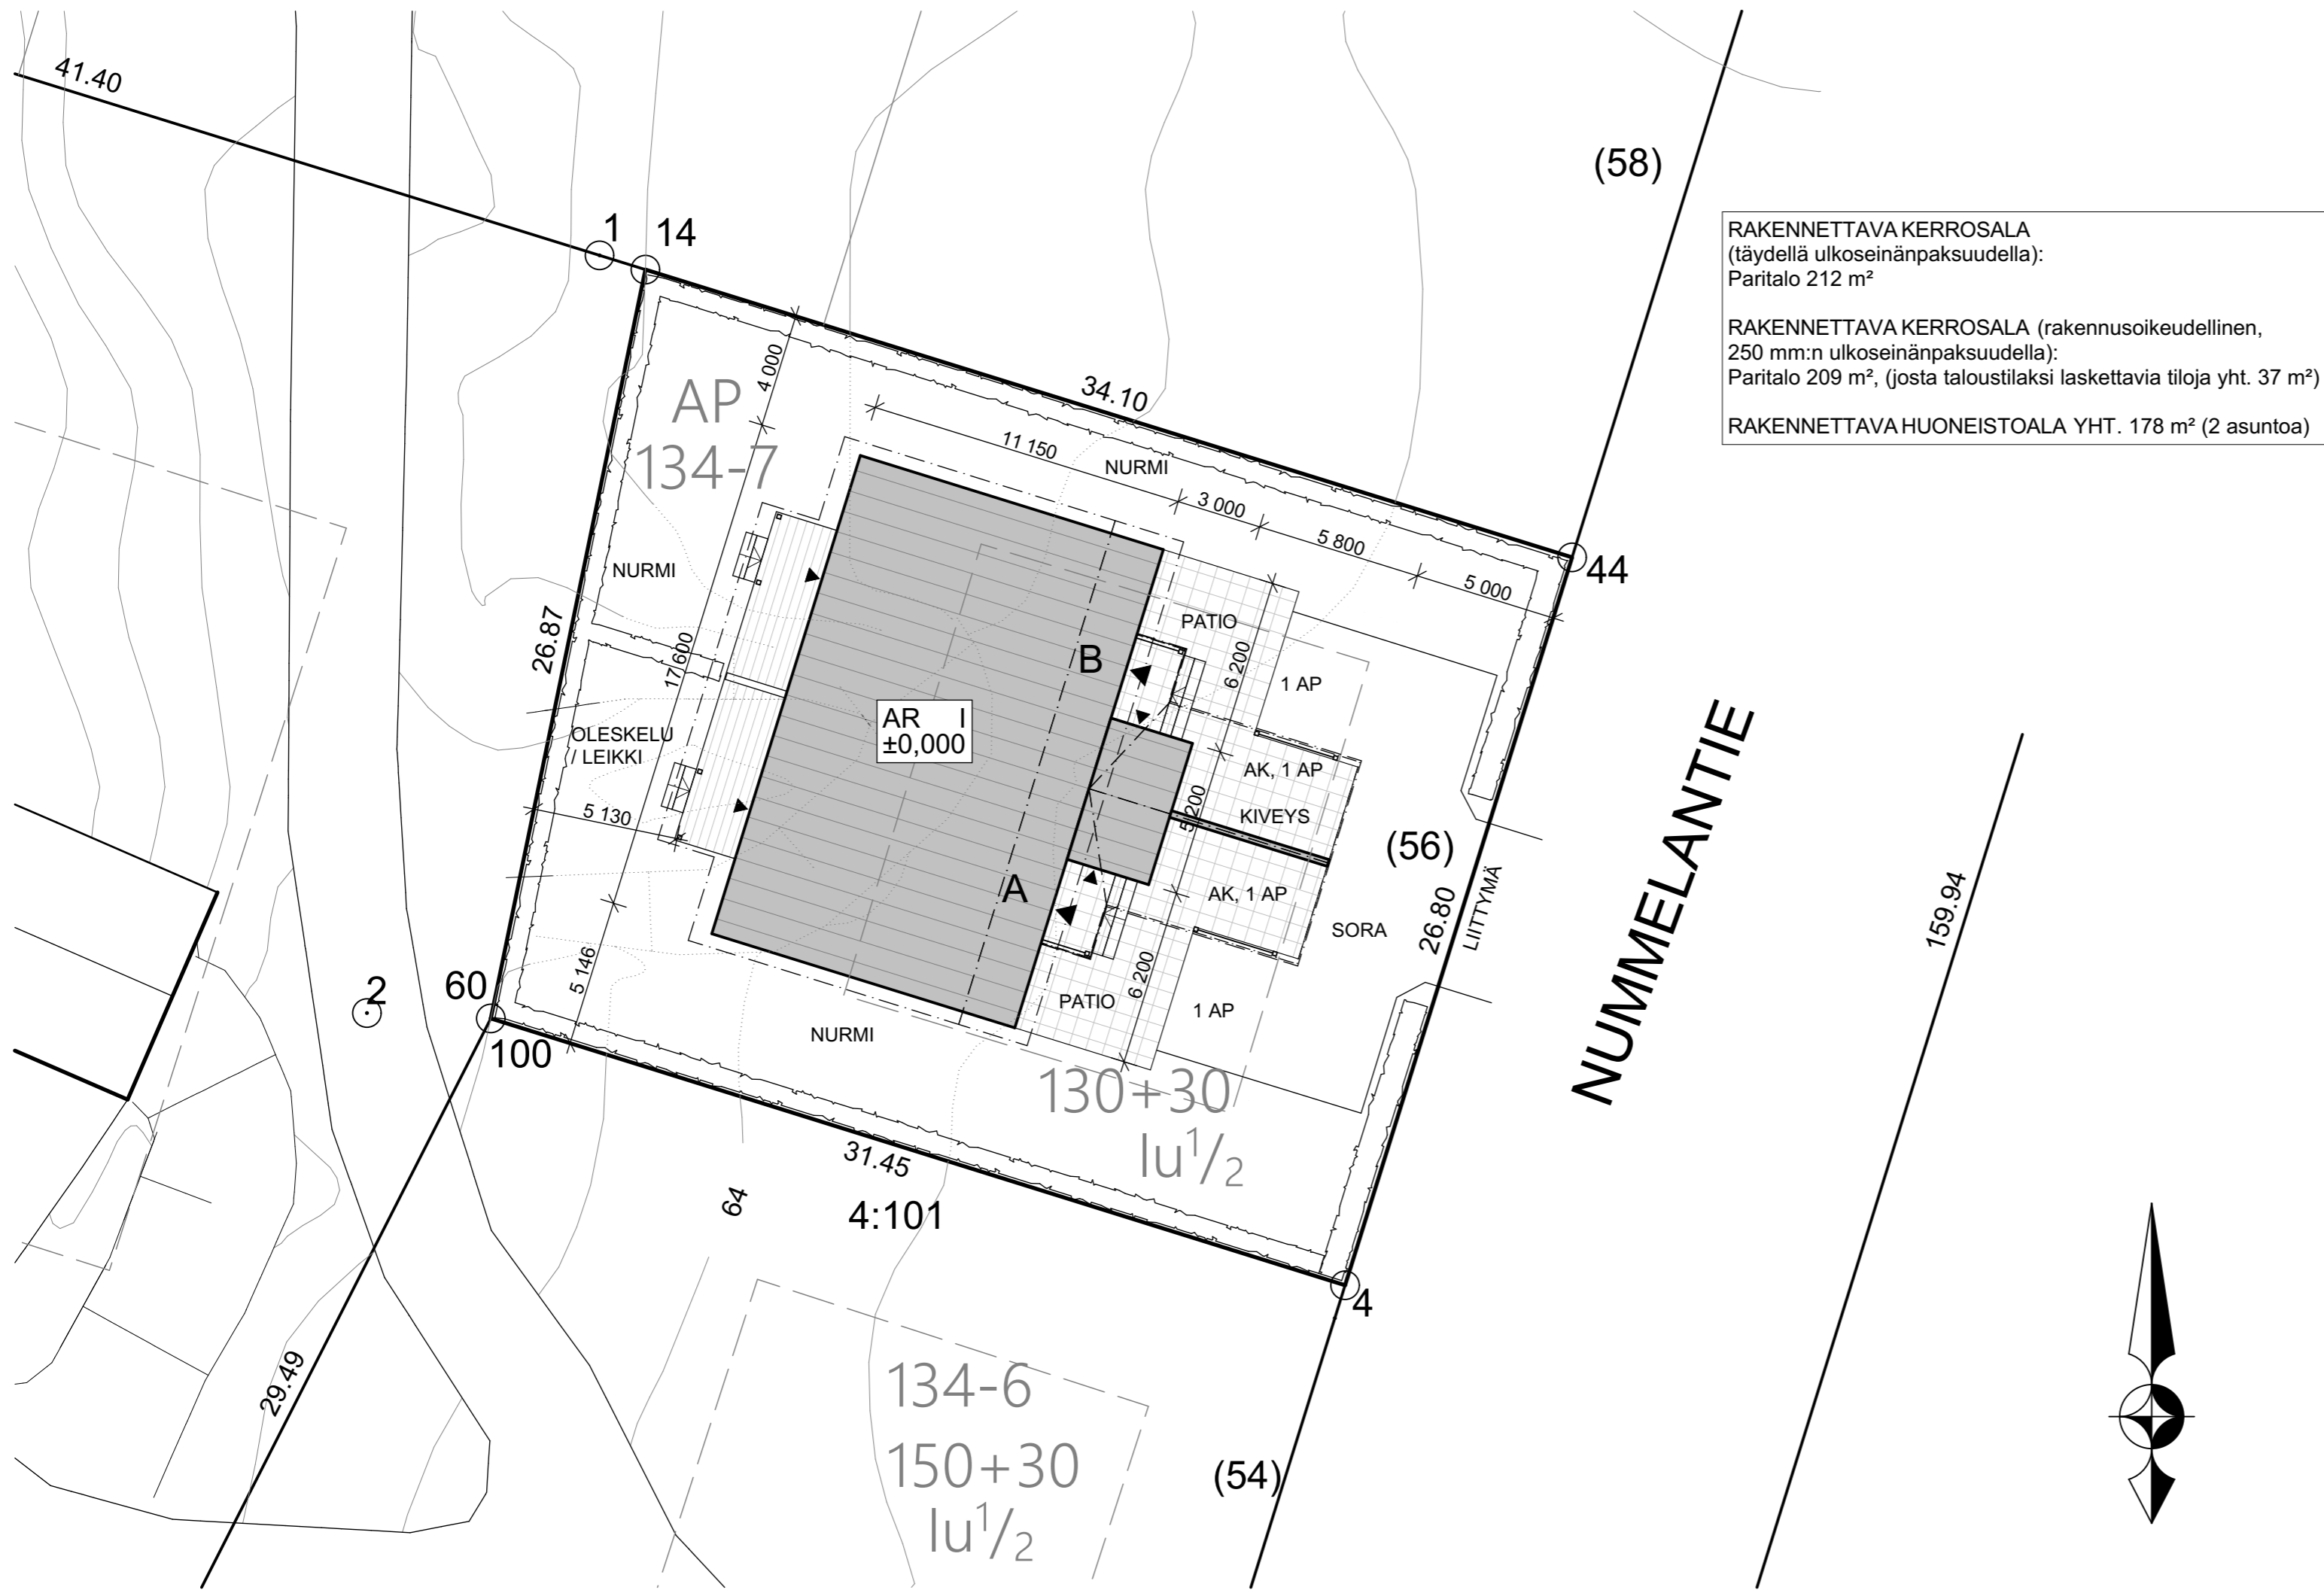 41.40
(58)
1
14
RAKENNETTAVA KERROSALA
(täydellä ulkoseinänpaksuudella):
Paritalo 212 m²
RAKENNETTAVA KERROSALA (rakennusoikeudellinen,
250 mm:n ulkoseinänpaksuudella):
Paritalo 209 m², (josta taloustilaksi laskettavia tiloja yht. 37 m²)
RAKENNETTAVA HUONEISTOALA YHT. 178 m² (2 asuntoa)
4 000
AP
134-7
34.10
11 150
NURMI
3 000
5 800
5 000
44
NURMI
26.87
17 600
PATIO
B
6 200
1 AP
AR I
±0,000
OLESKELU
/ LEIKKI
AK, 1 AP
5 200
KIVEYS
5 130
(56)
A
AK, 1 AP
SORA
26.80
LIITTYMÄ
NUMMELANTIE
159.94
5 146
60
2
100
NURMI
PATIO
6 200
1 AP
130+30
Iu¹/₂
31.45
64
4:101
4
29.49
134-6
150+30
Iu¹/₂
(54)